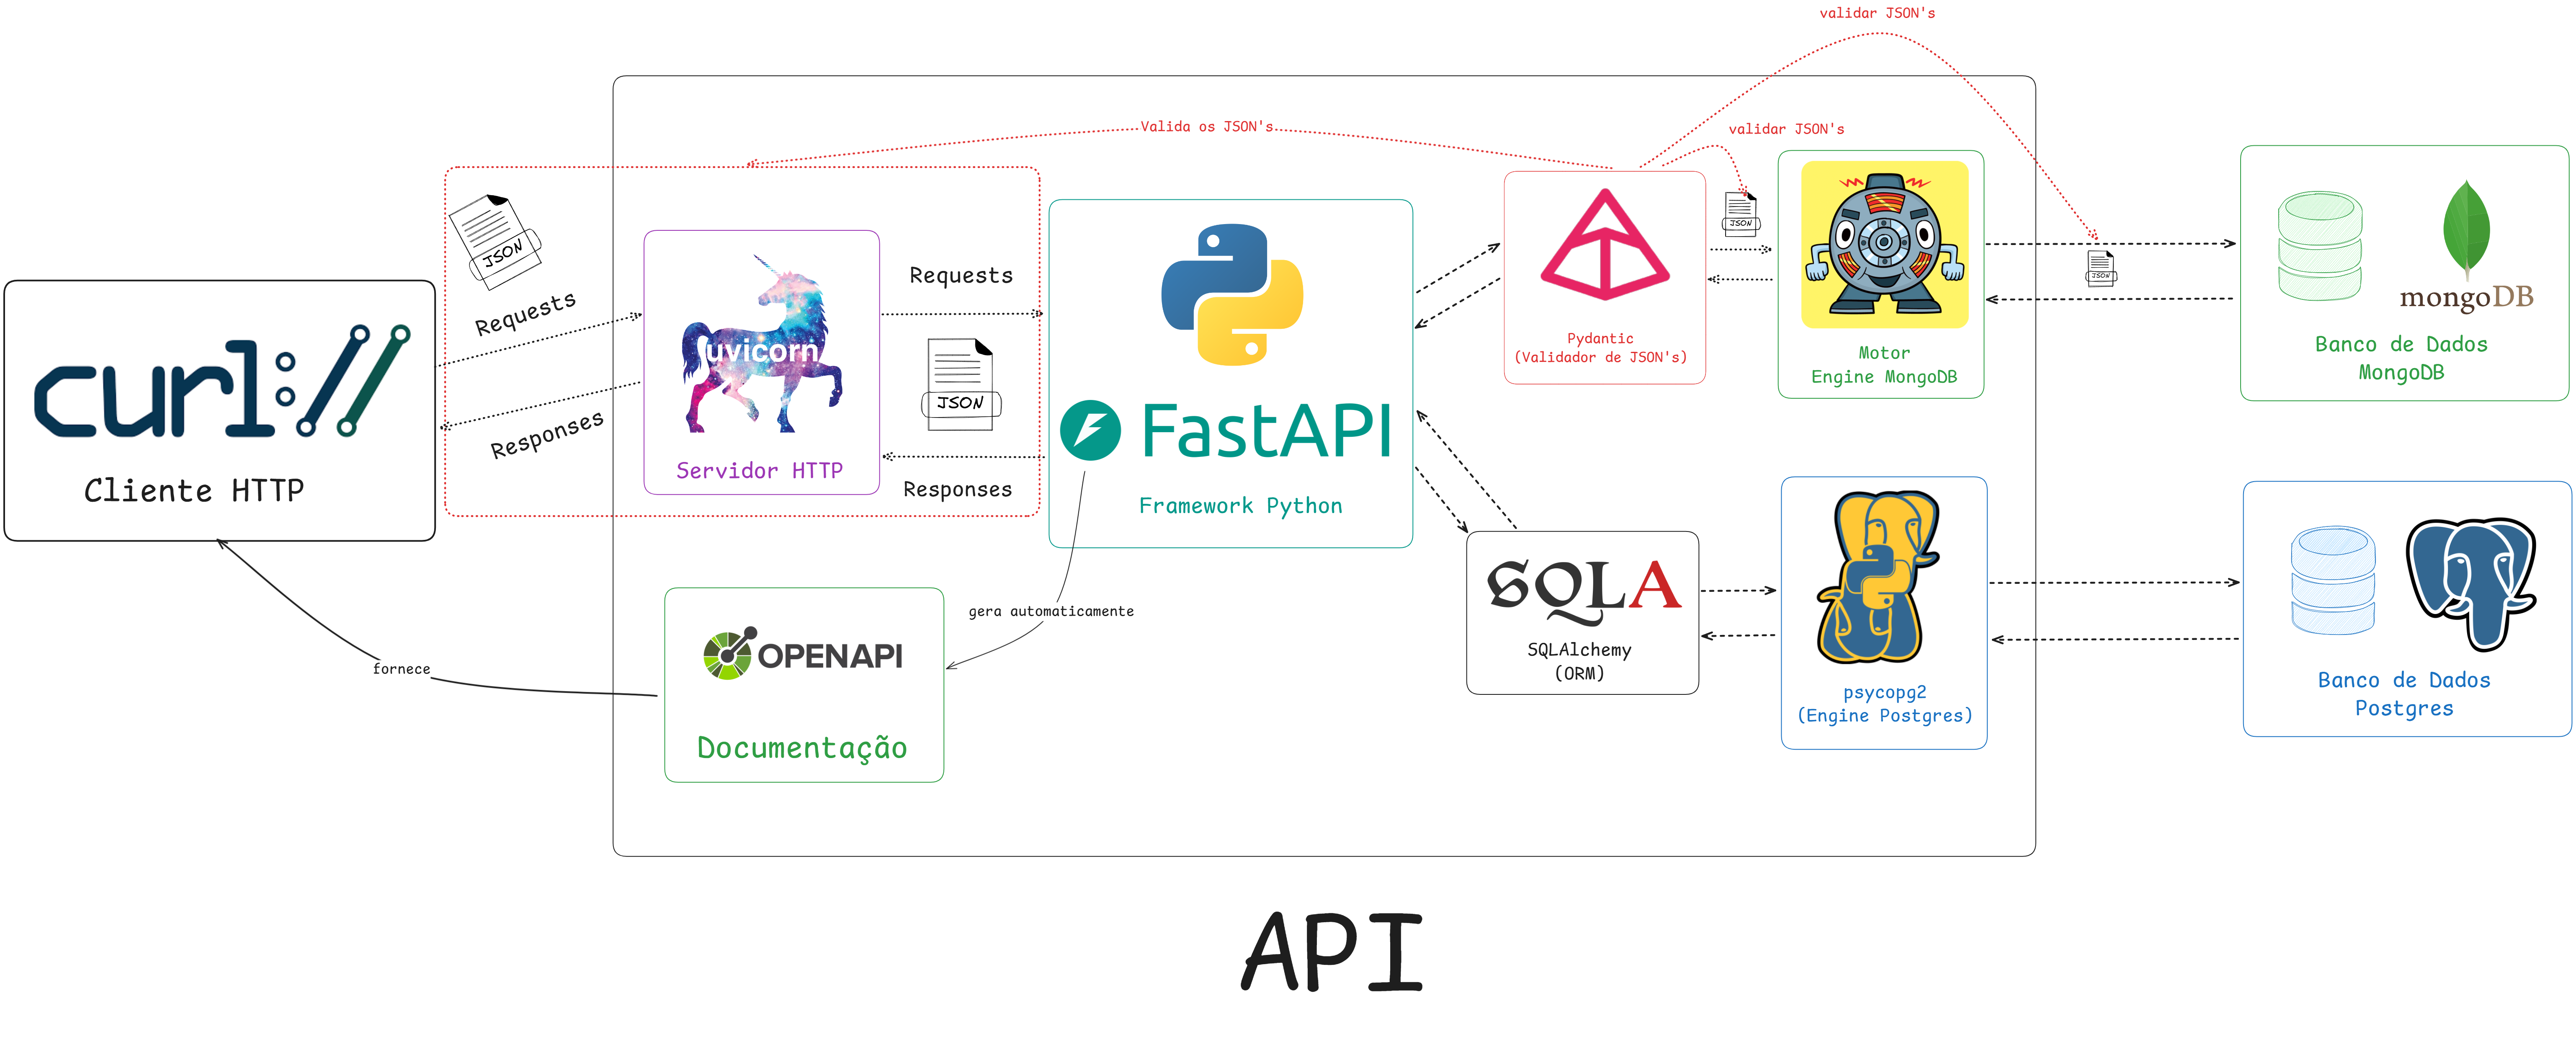 validar JSON's
Valida os JSON's
validar JSON's
JSON
Requests
Responses
curl://
Cliente HTTP
uvicorn
Servidor HTTP
Requests
JSON
Responses
FastAPI
Framework Python
Pydantic
(Validador de JSON's)
JSON
Motor
Engine MongoDB
JSON
mongoDB
Banco de Dados
MongoDB
gera automaticamente
fornece
OPENAPI
Documentação
SQLA
SQLAlchemy
(ORM)
psycopg2
(Engine Postgres)
Banco de Dados
Postgres
API